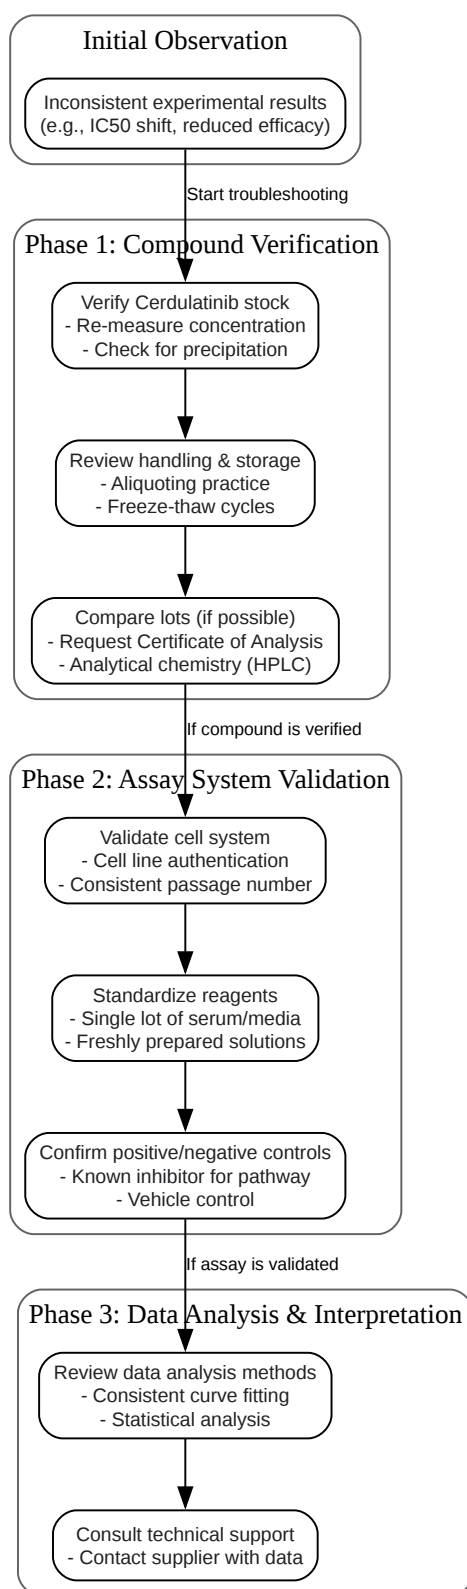 Initial Observation
Inconsistent experimental results
(e.g., IC50 shift, reduced efficacy)
Start troubleshooting
Phase 1: Compound Verification
Verify Cerdulatinib stock
- Re-measure concentration
- Check for precipitation
Review handling & storage
- Aliquoting practice
- Freeze-thaw cycles
Compare lots (if possible)
- Request Certificate of Analysis
- Analytical chemistry (HPLC)
If compound is verified
Phase 2: Assay System Validation
Validate cell system
- Cell line authentication
- Consistent passage number
Standardize reagents
- Single lot of serum/media
- Freshly prepared solutions
Confirm positive/negative controls
- Known inhibitor for pathway
- Vehicle control
If assay is validated
Phase 3: Data Analysis & Interpretation
Review data analysis methods
- Consistent curve fitting
- Statistical analysis
Consult technical support
- Contact supplier with data